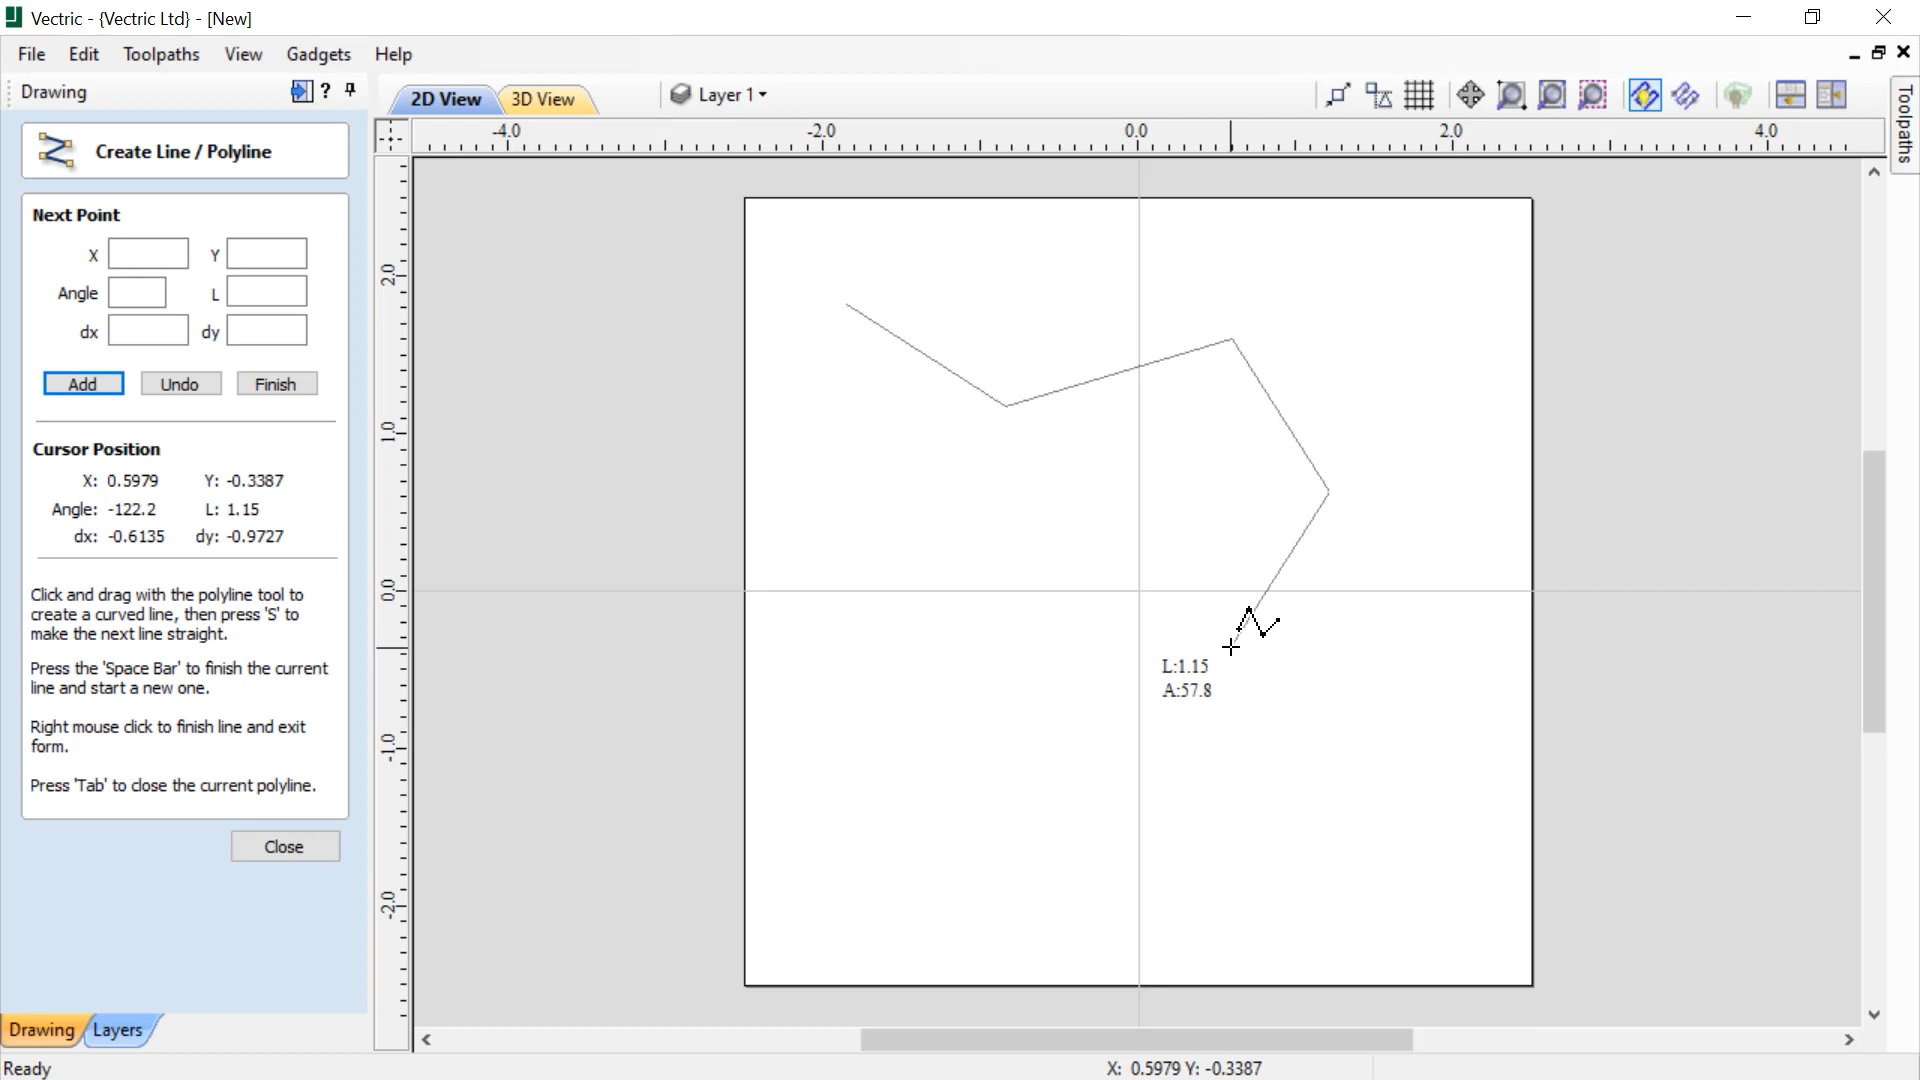 Vectric - {Vectric Ltd} - [New]
File Edit Toolpaths View Gadgets Help
Drawing ?
2D View 3D View Layer 1
Toolpaths
Create Line / Polyline
-4.0 -2.0 0.0 2.0 4.0
Next Point
X Y
Angle L
dx dy
Add Undo Finish
Cursor Position
X: 0.5979 Y: -0.3387
Angle: -122.2 L: 1.15
dx: -0.6135 dy: -0.9727
Click and drag with the polyline tool to
create a curved line, then press 'S' to
make the next line straight.
Press the 'Space Bar' to finish the current
line and start a new one.
Right mouse click to finish line and exit
form.
Press 'Tab' to close the current polyline.
Close
2.0
1.0
0.0
-1.0
-2.0
L:1.15
A:57.8
Drawing Layers
Ready X: 0.5979 Y: -0.3387